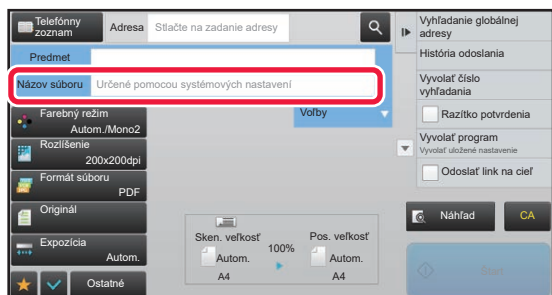 Telefónny
zoznam
Adresa
Stlačte na zadanie adresy
Predmet
Názov súboru
Určené pomocou systémových nastavení
Farebný režim
Autom./Mono2
Rozlíšenie
200x200dpi
Formát súboru
PDF
Originál
Expozícia
Autom.
Ostatné
Voľby
Sken. veľkosť
Autom.
A4
100%
Pos. veľkosť
Autom.
A4
Vyhľadanie globálnej
adresy
História odoslania
Vyvolať číslo
vyhľadania
Razítko potvrdenia
Vyvolať program
Vyvolať uložené nastavenie
Odoslať link na cieľ
Náhľad
CA
Štart